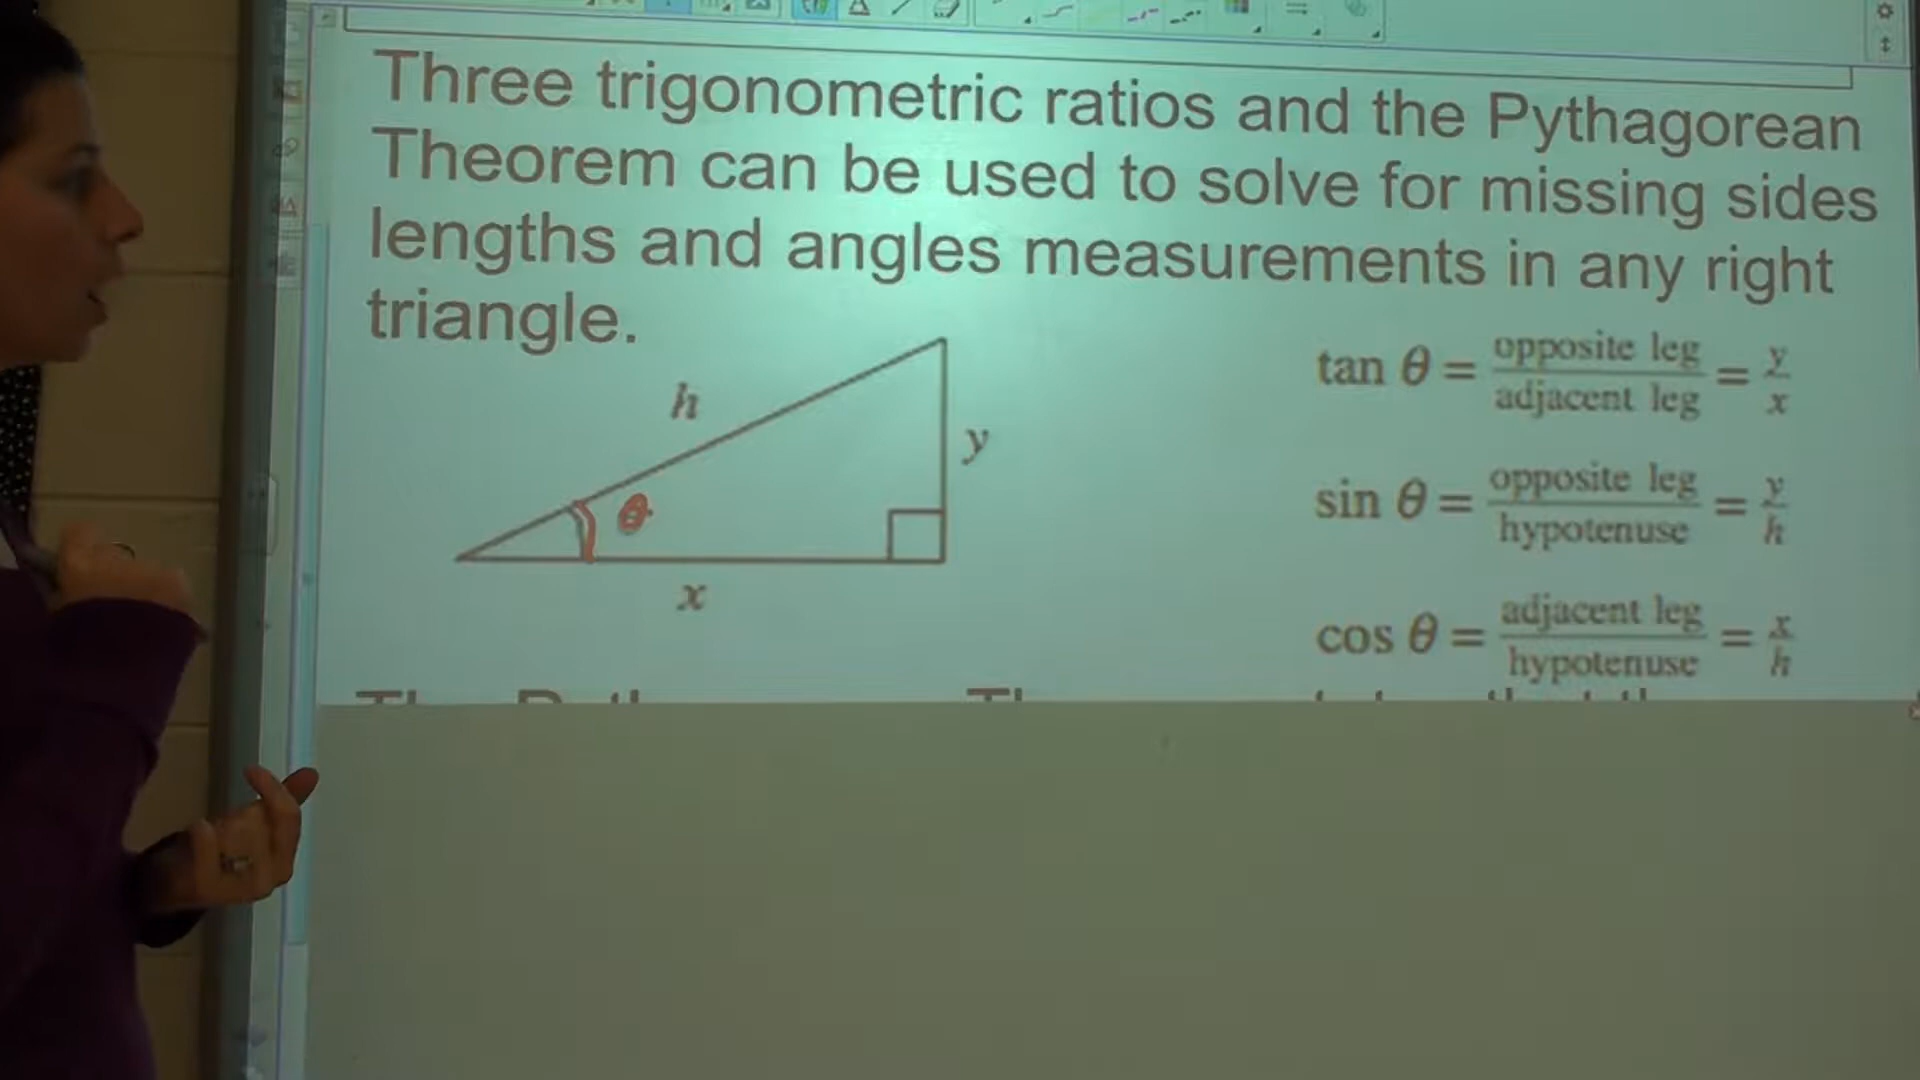 Three trigonometric ratios and the Pythagorean
Theorem can be used to solve for missing sides
lengths and angles measurements in any right
triangle.
h
y
θ
x
tan θ = opposite leg / adjacent leg = y / x
sin θ = opposite leg / hypotenuse = y / h
cos θ = adjacent leg / hypotenuse = x / h